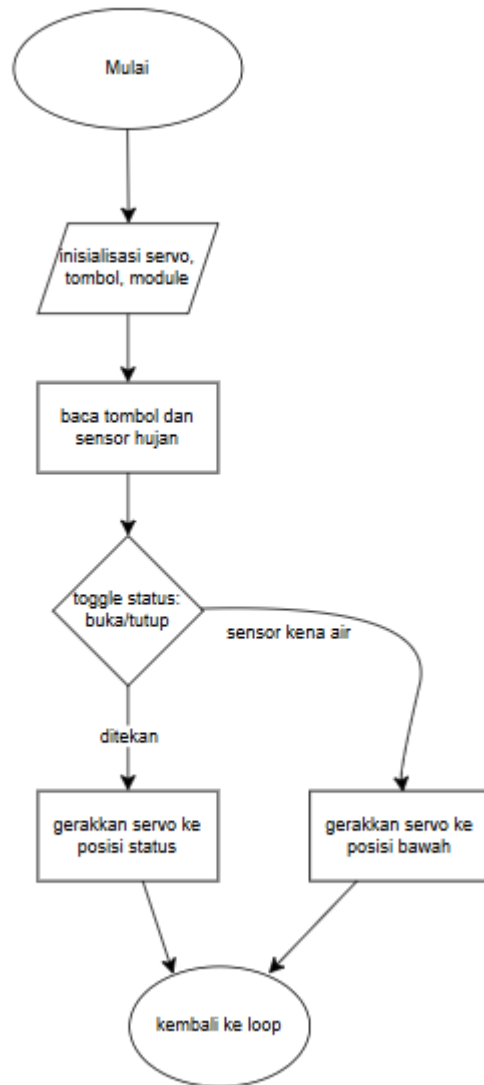 Mulai
inisialisasi servo,
tombol, module
baca tombol dan
sensor hujan
toggle status:
buka/tutup
sensor kena air
ditekan
gerakkan servo ke
posisi status
gerakkan servo ke
posisi bawah
kembali ke loop